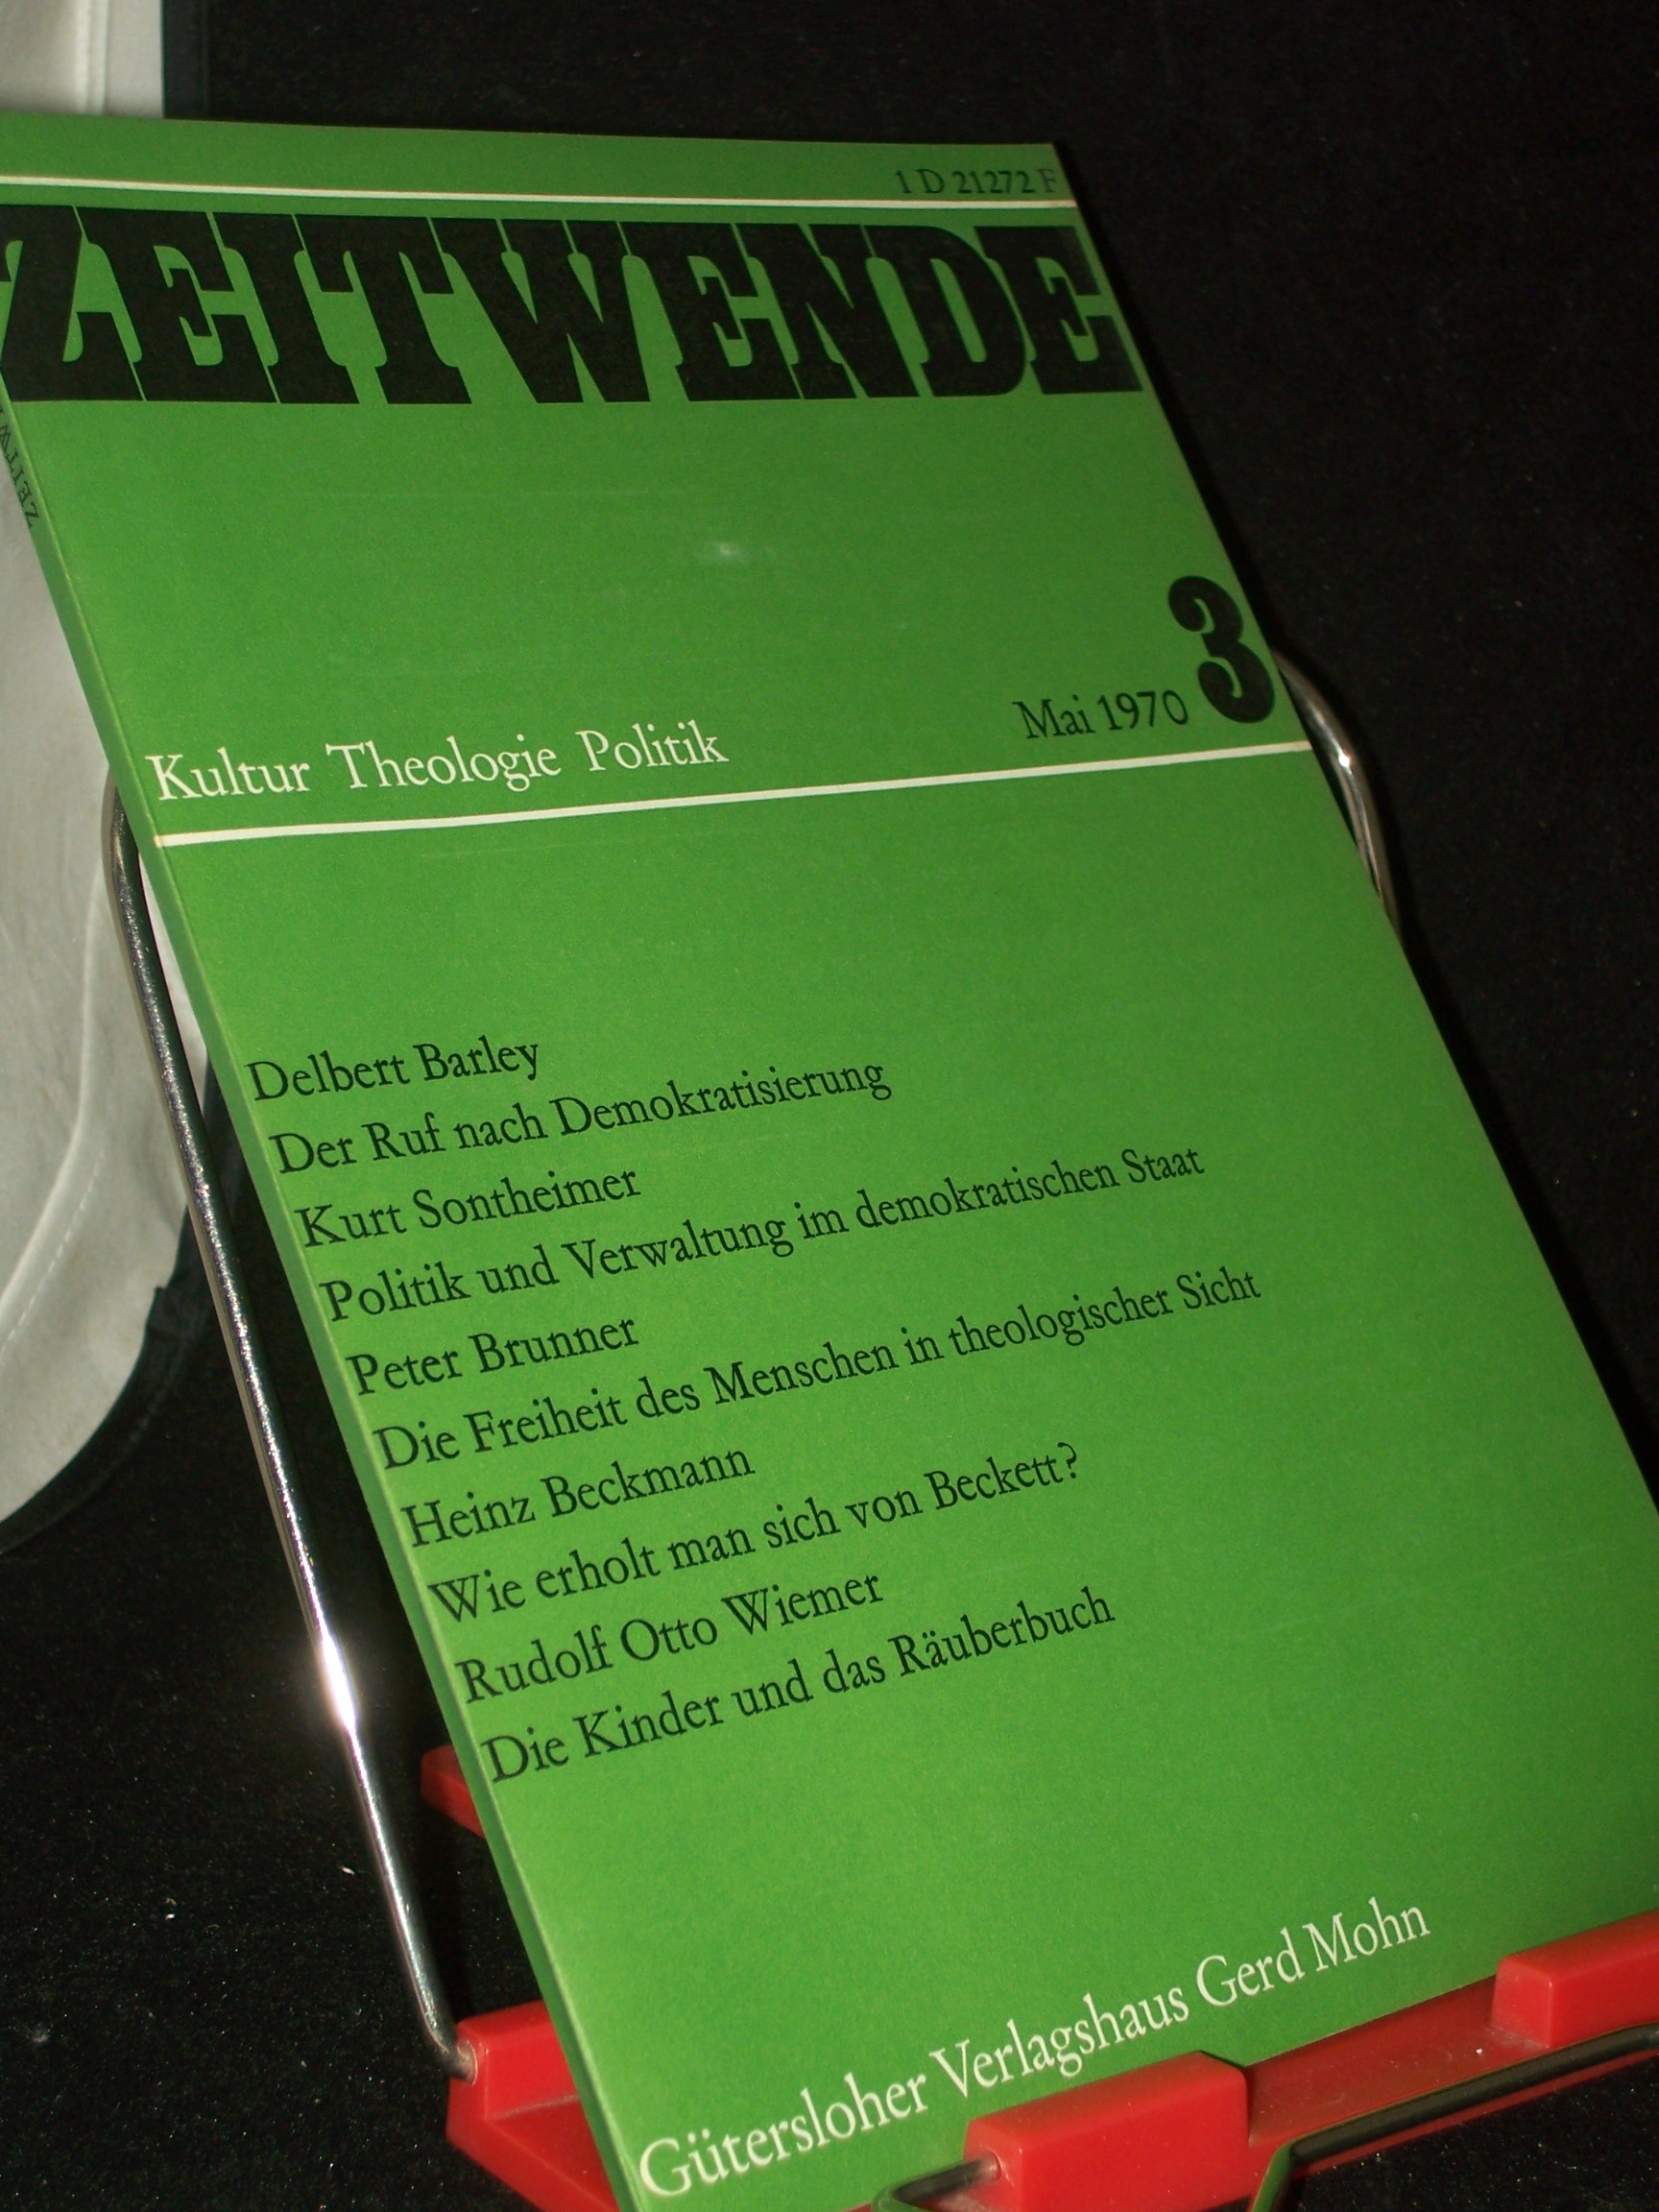 1 D 21272 F
ZEITWENDE
ZEITW
3
Mai 1970
Kultur Theologie Politik
Delbert Barley
Der Ruf nach Demokratisierung
Kurt Sontheimer
Politik und Verwaltung im demokratischen Staat
Peter Brunner
Die Freiheit des Menschen in theologischer Sicht
Heinz Beckmann
Wie erholt man sich von Beckett?
Rudolf Otto Wiemer
Die Kinder und das Räuberbuch
Gütersloher Verlagshaus Gerd Mohn